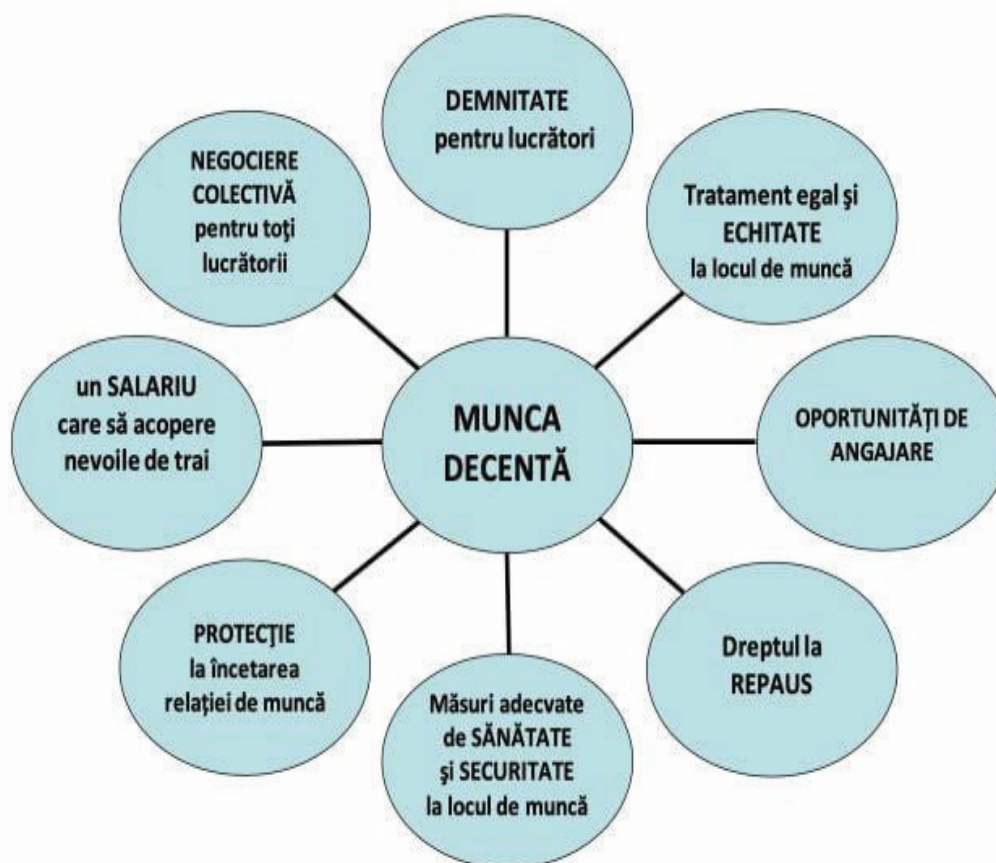 DEMNITATE
pentru lucrători
Tratament egal şi
ECHITATE
la locul de muncă
OPORTUNITĂŢI DE
ANGAJARE
Dreptul la
REPAUS
Măsuri adecvate
de SĂNĂTATE
şi SECURITATE
la locul de muncă
PROTECŢIE
la încetarea
relaţiei de muncă
un SALARIU
care să acopere
nevoile de trai
NEGOCIERE
COLECTIVĂ
pentru toţi
lucrătorii
MUNCA
DECENTĂ